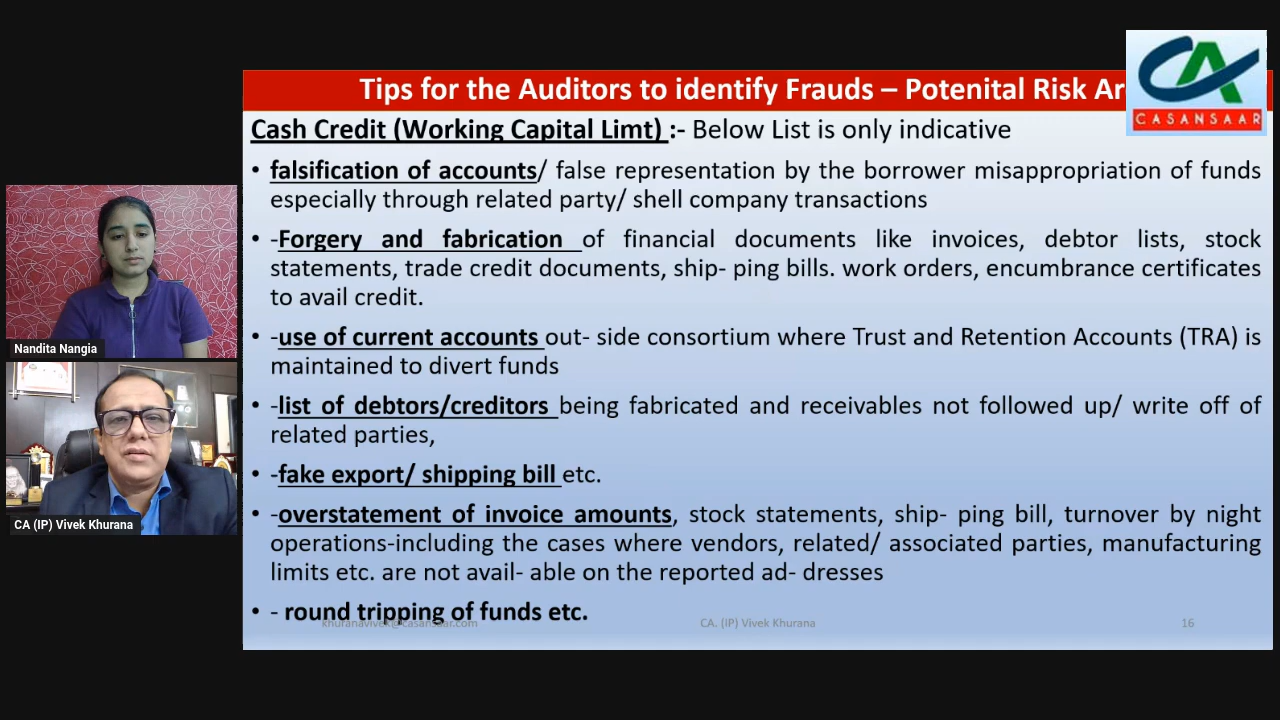 Tips for the Auditors to identify Frauds – Potenital Risk Ar
CASANSAAR
Cash Credit (Working Capital Limt) :- Below List is only indicative
• falsification of accounts/ false representation by the borrower misappropriation of funds
especially through related party/ shell company transactions
• -Forgery and fabrication of financial documents like invoices, debtor lists, stock
statements, trade credit documents, ship- ping bills. work orders, encumbrance certificates
to avail credit.
• -use of current accounts out- side consortium where Trust and Retention Accounts (TRA) is
maintained to divert funds
• -list of debtors/creditors being fabricated and receivables not followed up/ write off of
related parties,
• -fake export/ shipping bill etc.
• -overstatement of invoice amounts, stock statements, ship- ping bill, turnover by night
operations-including the cases where vendors, related/ associated parties, manufacturing
limits etc. are not avail- able on the reported ad- dresses
• - round tripping of funds etc.
khuranavivek@casansaar.com
CA. (IP) Vivek Khurana
16
Nandita Nangia
CA (IP) Vivek Khurana